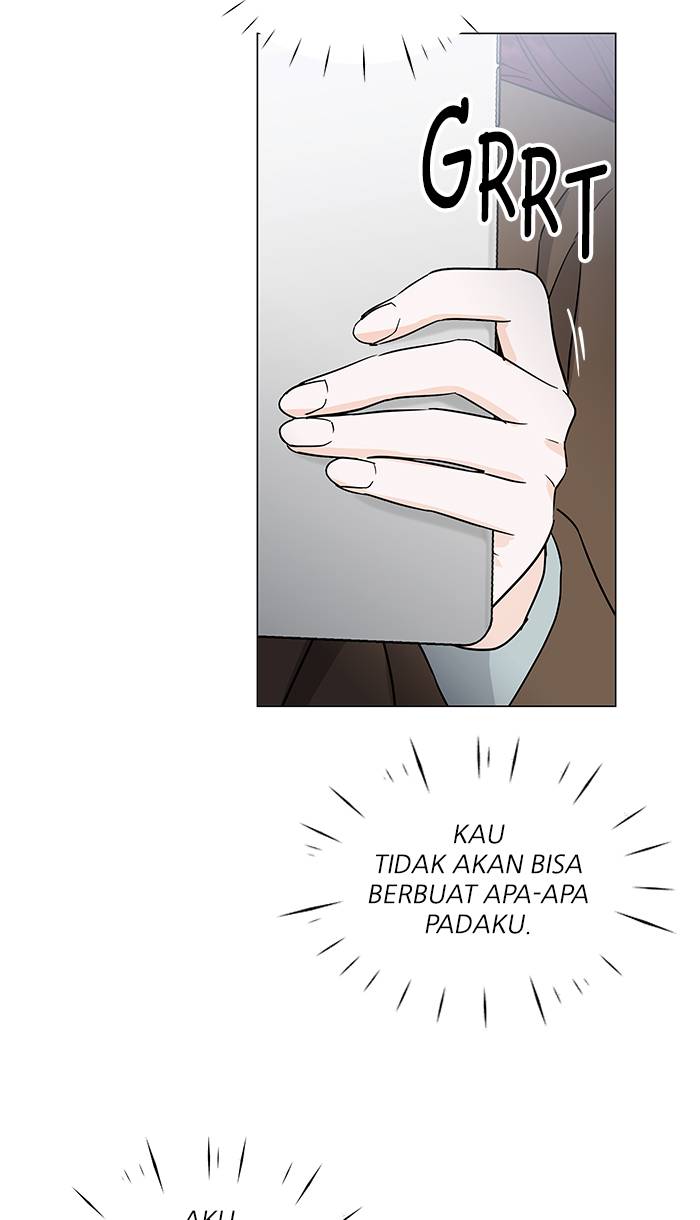 GRRT
KAU
TIDAK AKAN BISA
BERBUAT APA-APA
PADAKU.
AKU